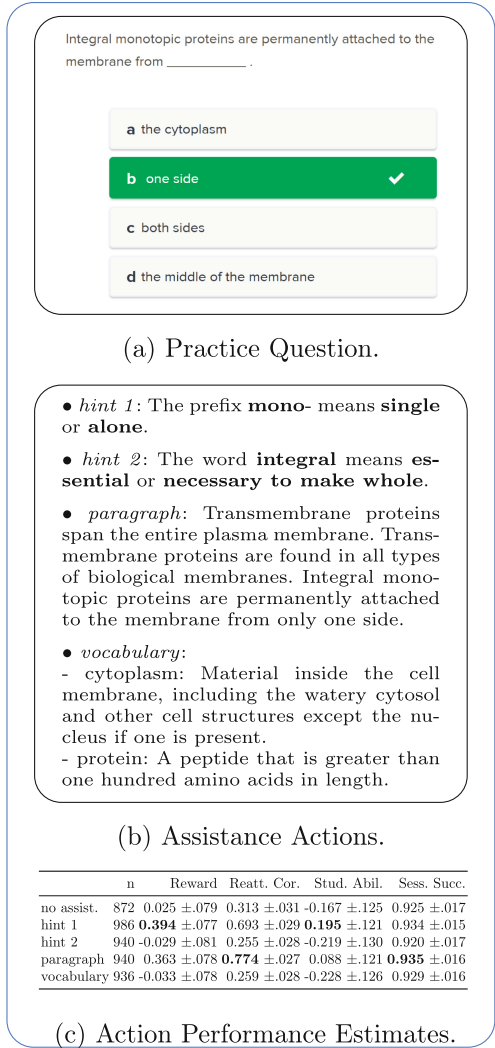 Integral monotopic proteins are permanently attached to the
membrane from ___________ .
a the cytoplasm
b one side
c both sides
d the middle of the membrane
(a) Practice Question.
• hint 1: The prefix mono- means single
or alone.
• hint 2: The word integral means es-
sential or necessary to make whole.
• paragraph: Transmembrane proteins
span the entire plasma membrane. Trans-
membrane proteins are found in all types
of biological membranes. Integral mono-
topic proteins are permanently attached
to the membrane from only one side.
• vocabulary:
- cytoplasm: Material inside the cell
membrane, including the watery cytosol
and other cell structures except the nu-
cleus if one is present.
- protein: A peptide that is greater than
one hundred amino acids in length.
(b) Assistance Actions.
n Reward Reatt. Cor. Stud. Abil. Sess. Succ.
no assist. 872 0.025 ±.079 0.313 ±.031 -0.167 ±.125 0.925 ±.017
hint 1 986 0.394 ±.077 0.693 ±.029 0.195 ±.121 0.934 ±.015
hint 2 940 -0.029 ±.081 0.255 ±.028 -0.219 ±.130 0.920 ±.017
paragraph 940 0.363 ±.078 0.774 ±.027 0.088 ±.121 0.935 ±.016
vocabulary 936 -0.033 ±.078 0.259 ±.028 -0.228 ±.126 0.929 ±.016
(c) Action Performance Estimates.